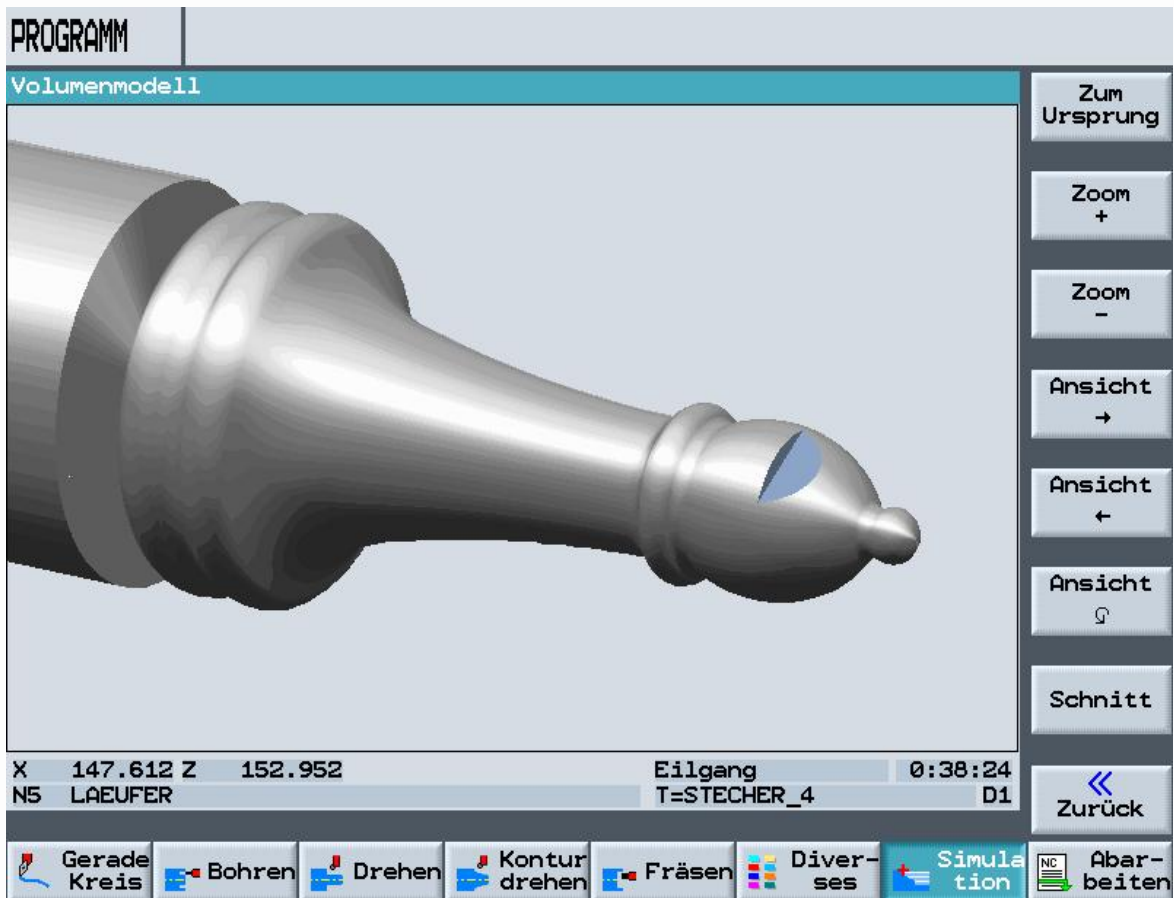 PROGRAMM
Volumenmodell
Zum
Ursprung
Zoom
+
Zoom
-
Ansicht
→
Ansicht
←
Ansicht
Schnitt
Zurück
X 147.612 Z 152.952 Eilgang 0:38:24
N5 LAEUFER T=STECHER_4 D1
Gerade
Kreis
Bohren
Drehen
Kontur
drehen
Fräsen
Diver-
ses
Simula
tion
NC
Abar-
beiten